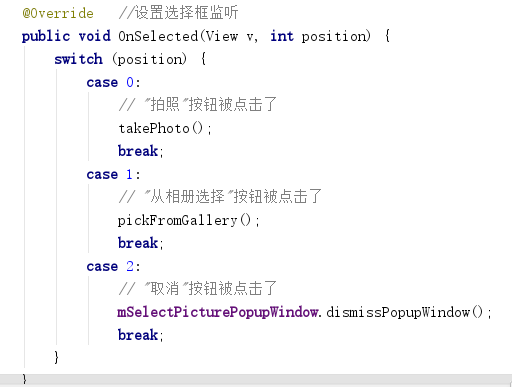 @Override   //设置选择框监听
public void OnSelected(View v, int position) {
    switch (position) {
        case 0:
            // "拍照"按钮被点击了
            takePhoto();
            break;
        case 1:
            // "从相册选择"按钮被点击了
            pickFromGallery();
            break;
        case 2:
            // "取消"按钮被点击了
            mSelectPicturePopupWindow.dismissPopupWindow();
            break;
    }
}